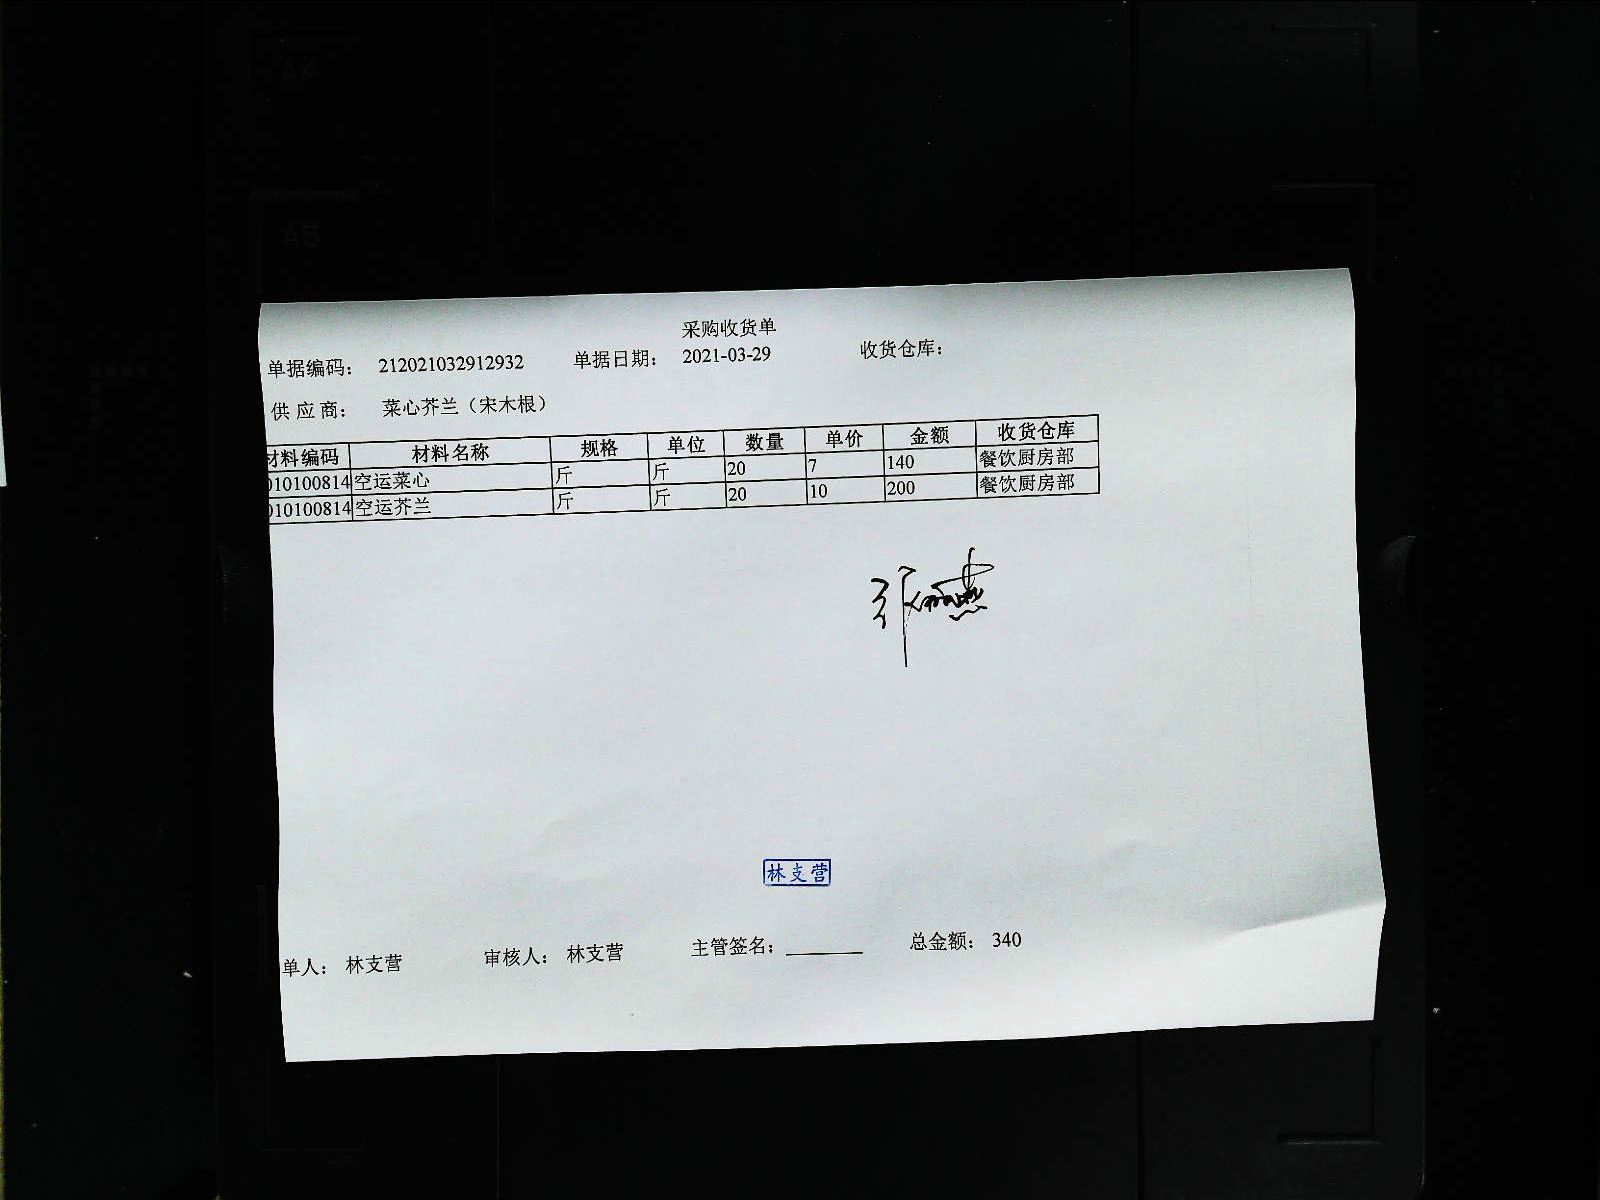 采购收货单
单据编码： 212021032912932 单据日期： 2021-03-29 收货仓库：
供应商： 菜心芥兰（宋木根）
材料编码 材料名称 规格 单位 数量 单价 金额 收货仓库
010100814 空运菜心 斤 斤 20 7 140 餐饮厨房部
010100814 空运芥兰 斤 斤 20 10 200 餐饮厨房部
林支营
单人： 林支营 审核人： 林支营 主管签名： 总金额： 340